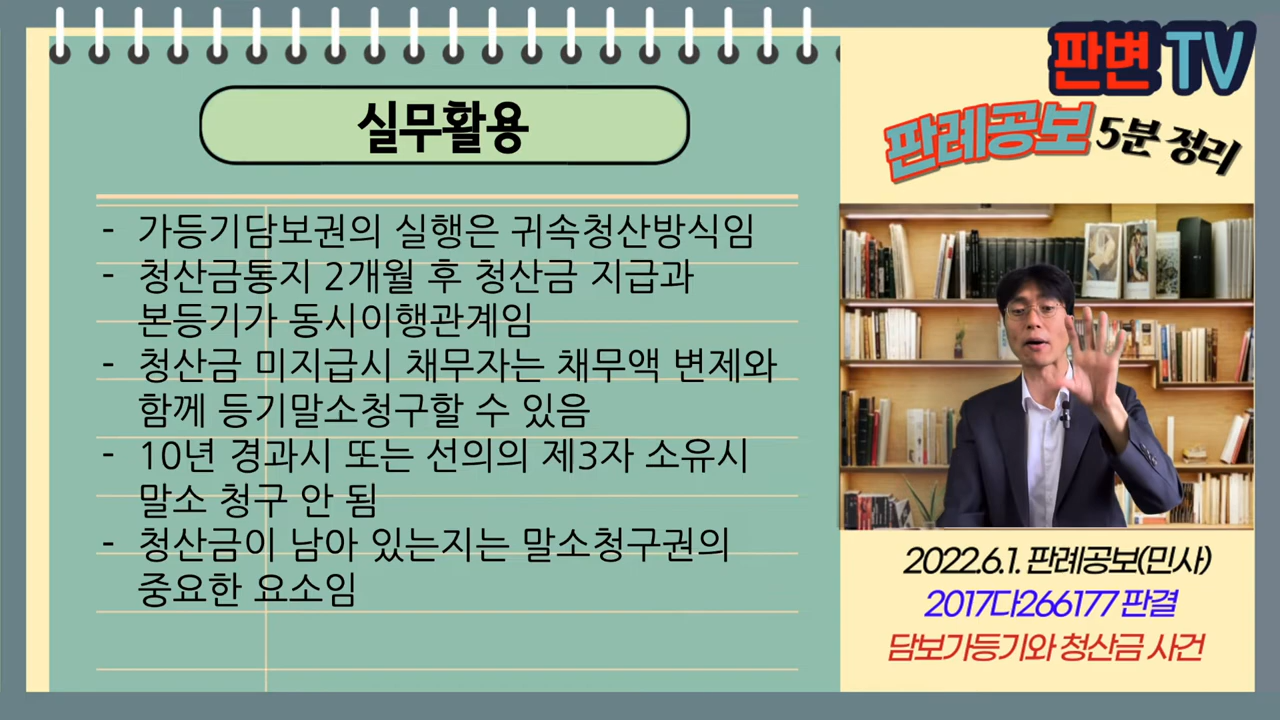 실무활용
- 가등기담보권의 실행은 귀속청산방식임
- 청산금통지 2개월 후 청산금 지급과
본등기가 동시이행관계임
- 청산금 미지급시 채무자는 채무액 변제와
함께 등기말소청구할 수 있음
- 10년 경과시 또는 선의의 제3자 소유시
말소 청구 안 됨
- 청산금이 남아 있는지는 말소청구권의
중요한 요소임
판변 TV
판례공보 5분 정리
2022.6.1. 판례공보(민사)
2017다266177 판결
담보가등기와 청산금 사건